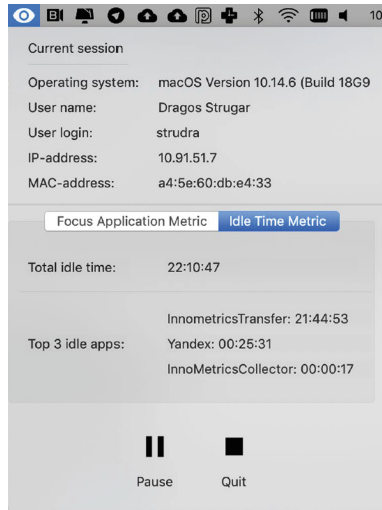 10
Current session
Operating system: macOS Version 10.14.6 (Build 18G9
User name: Dragos Strugar
User login: strudra
IP-address: 10.91.51.7
MAC-address: a4:5e:60:db:e4:33
Focus Application Metric Idle Time Metric
Total idle time: 22:10:47
InnometricsTransfer: 21:44:53
Top 3 idle apps: Yandex: 00:25:31
InnoMetricsCollector: 00:00:17
Pause Quit